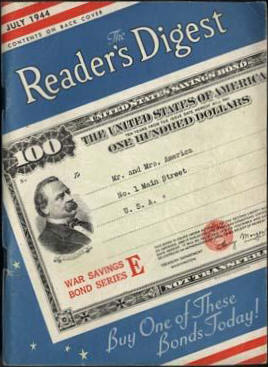 JULY 1944
CONTENTS ON BACK COVER
The
Reader's Digest
UNITED STATES SAVINGS BOND
THE UNITED STATES OF AMERICA
ONE HUNDRED DOLLARS
100
To
Mr. and Mrs. America
No. 1 Main Street
U. S. A.
WAR SAVINGS
BOND SERIES E
NOT TRANSFERA
Buy One of These
Bonds Today!